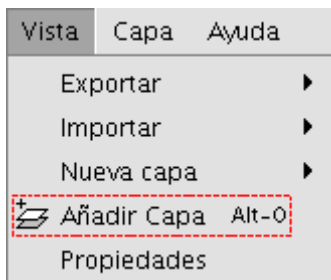 Vista Capa Ayuda
Exportar
Importar
Nueva capa
Añadir Capa Alt-O
Propiedades